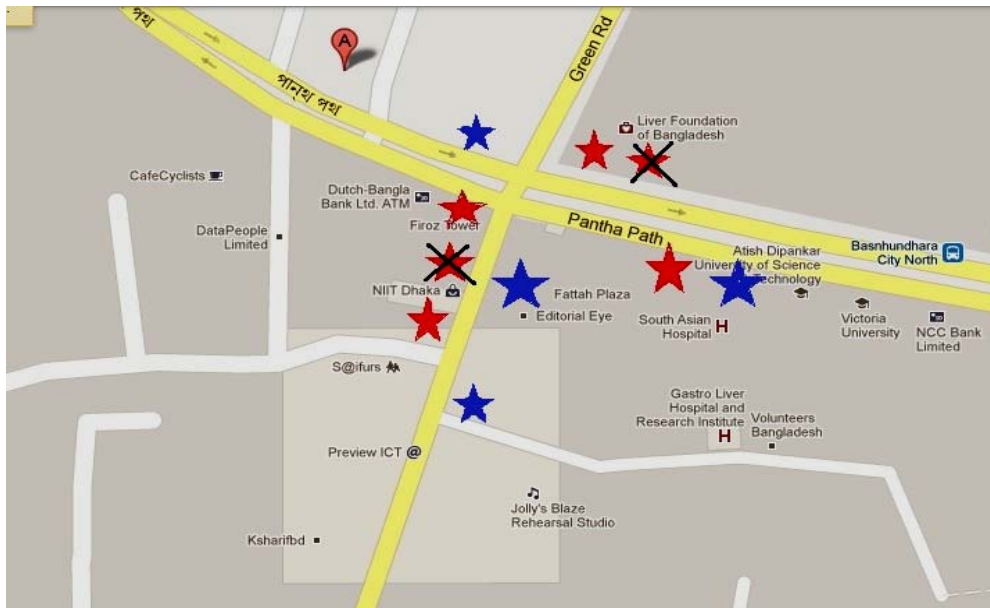 পথ
পান্থ পথ
A
Green Rd
Liver Foundation
of Bangladesh
CafeCyclists
Dutch-Bangla
Bank Ltd. ATM
Firoz Tower
DataPeople
Limited
Pantha Path
Basnhundhara
City North
Atish Dipankar
University of Science
Technology
NIIT Dhaka
Fattah Plaza
Editorial Eye
South Asian
Hospital
H
Victoria
University
NCC Bank
Limited
S@ifurs
Gastro Liver
Hospital and
Research Institute
H
Volunteers
Bangladesh
Preview ICT @
Jolly's Blaze
Rehearsal Studio
Ksharifbd